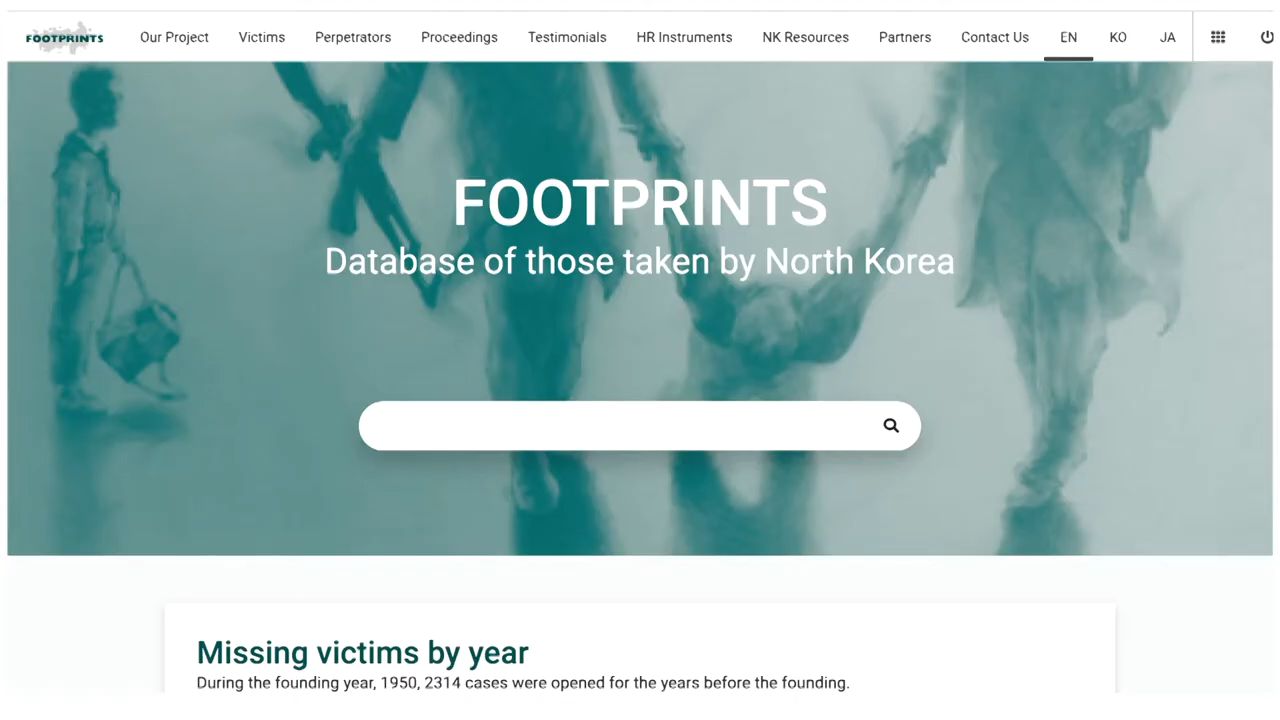 FOOTPRINTS Our Project Victims Perpetrators Proceedings Testimonials HR Instruments NK Resources Partners Contact Us EN KO JA
FOOTPRINTS
Database of those taken by North Korea
Missing victims by year
During the founding year, 1950, 2314 cases were opened for the years before the founding.